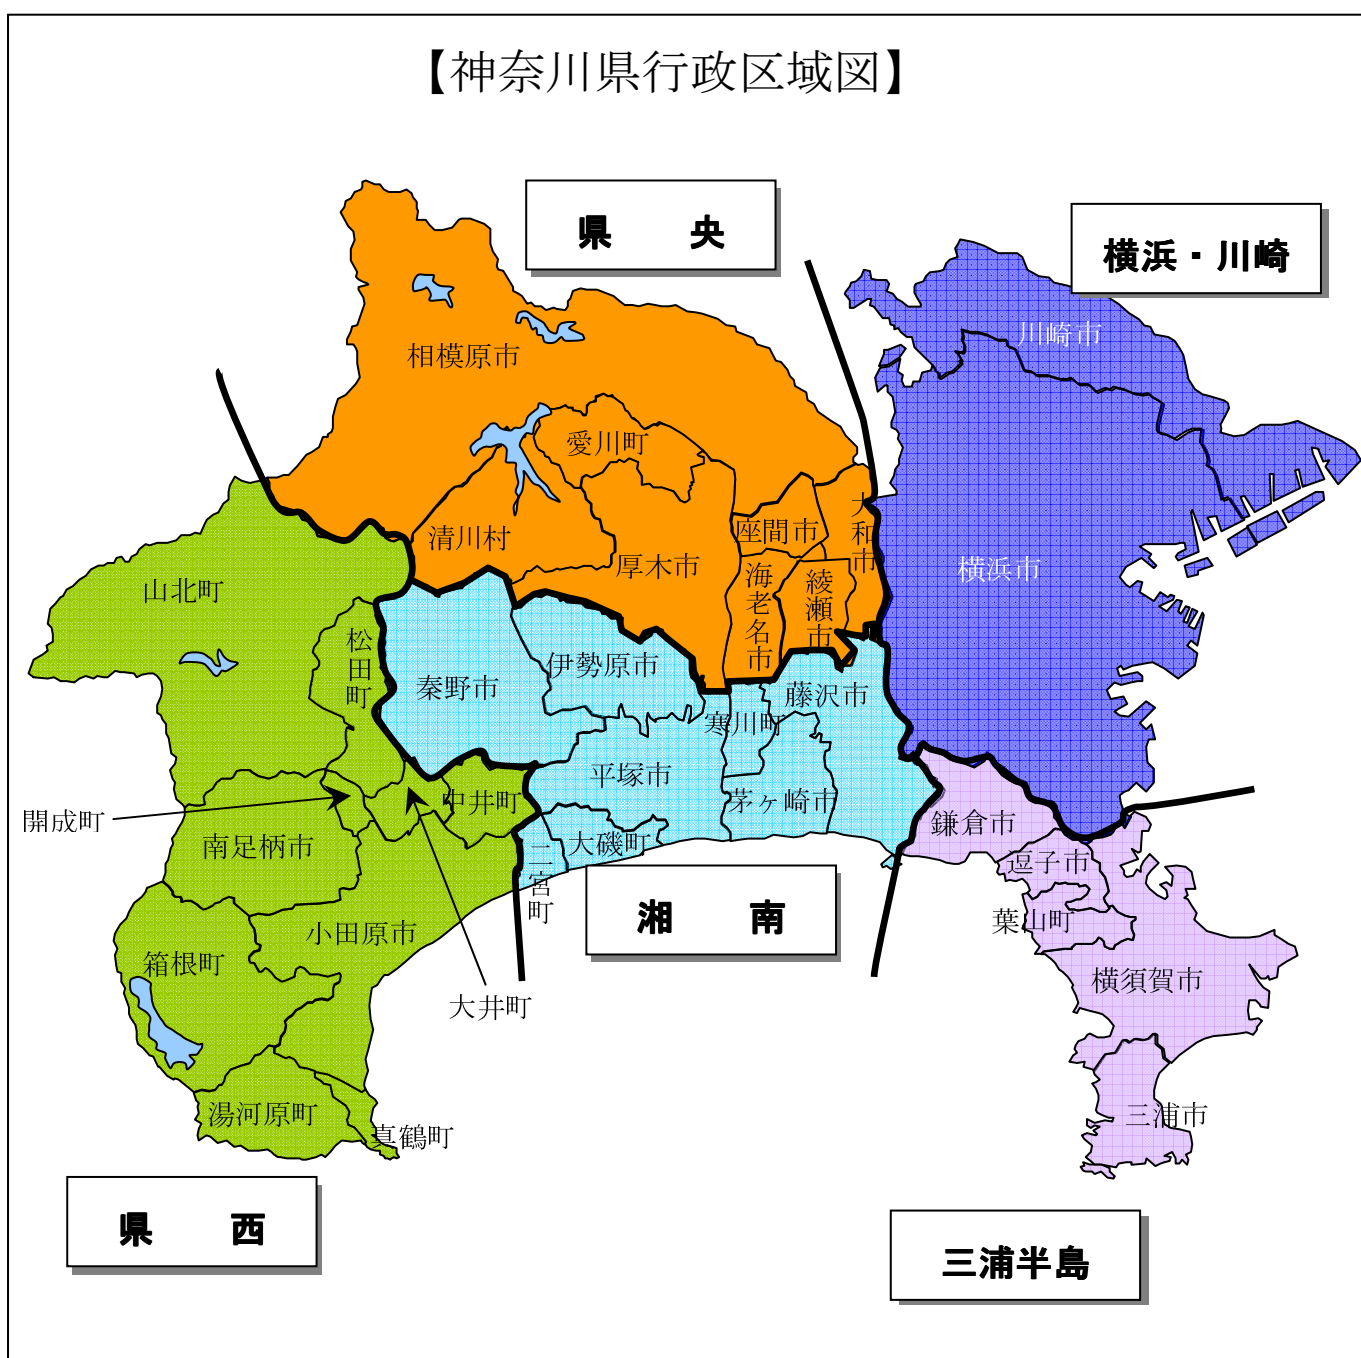 【神奈川県行政区域図】
県　央
横浜・川崎
川崎市
相模原市
愛川町
大和市
座間市
清川村
厚木市
海老名市
綾瀬市
横浜市
山北町
松田町
秦野市
伊勢原市
藤沢市
寒川町
平塚市
茅ヶ崎市
中井町
開成町
南足柄市
大磯町
二宮町
鎌倉市
逗子市
葉山町
湘　南
小田原市
箱根町
大井町
横須賀市
湯河原町
真鶴町
三浦市
県　西
三浦半島